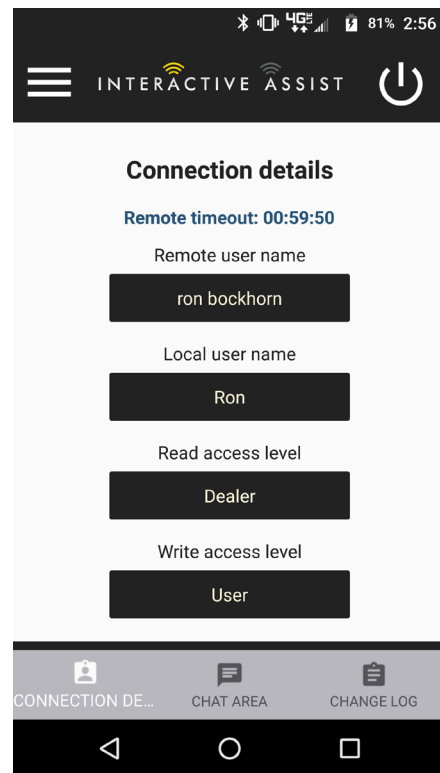 4GE 81% 2:56
INTERACTIVE ASSIST
Connection details
Remote timeout: 00:59:50
Remote user name
ron bockhorn
Local user name
Ron
Read access level
Dealer
Write access level
User
CONNECTION DE... CHAT AREA CHANGE LOG